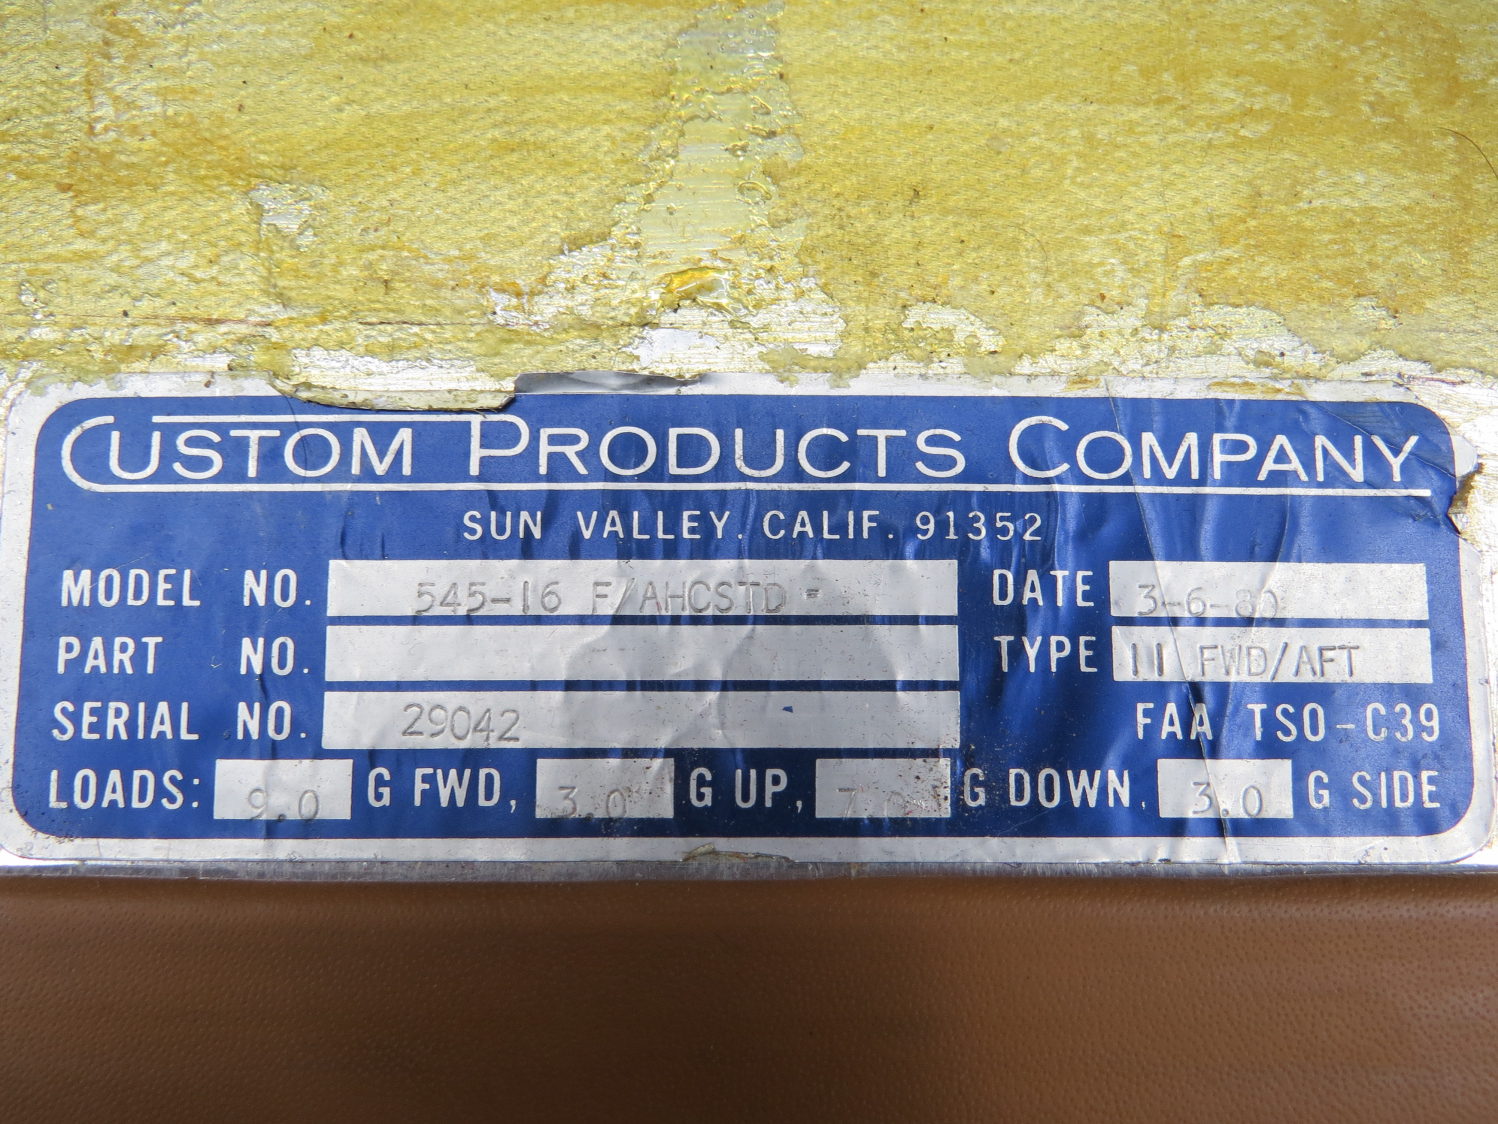 CUSTOM PRODUCTS COMPANY
SUN VALLEY. CALIF. 91352
MODEL NO. 545-16 F/AHCSTD - DATE 3-6-80
PART NO. TYPE II FWD/AFT
SERIAL NO. 29042 FAA TSO-C39
LOADS: 9.0 G FWD, 3.0 G UP, 7.0 G DOWN, 3.0 G SIDE